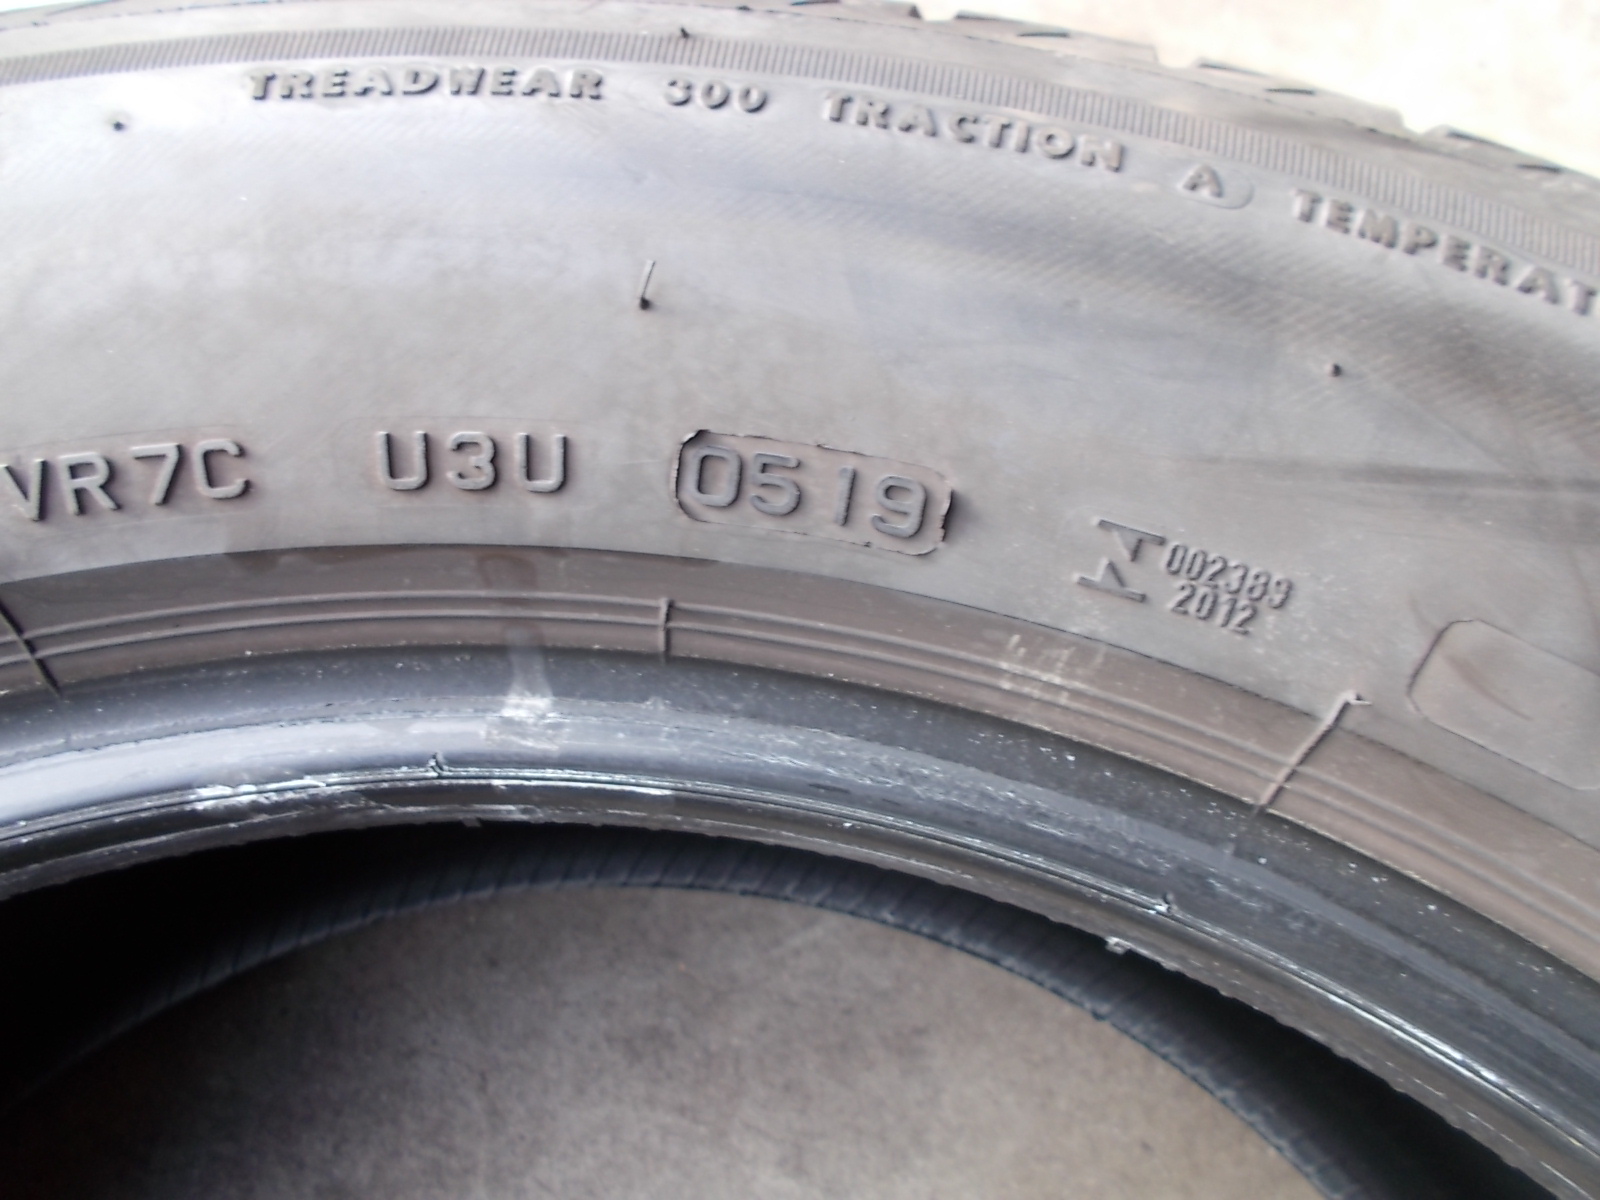 TREADWEAR 300 TRACTION A TEMPERAT
VR7C U3U 0519
002389
2012